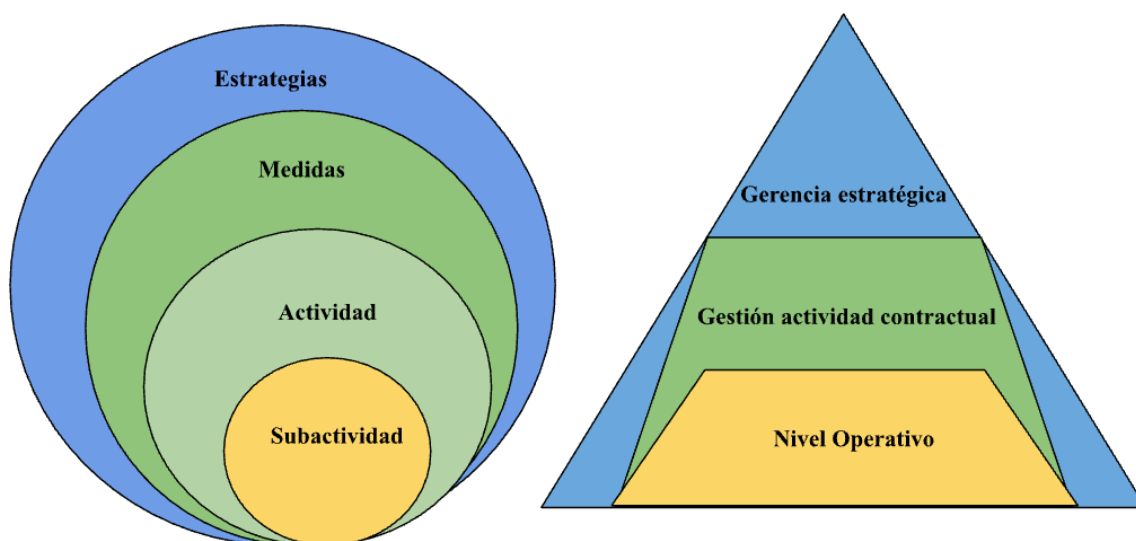 Estrategias
Medidas
Actividad
Subactividad
Gerencia estratégica
Gestión actividad contractual
Nivel Operativo